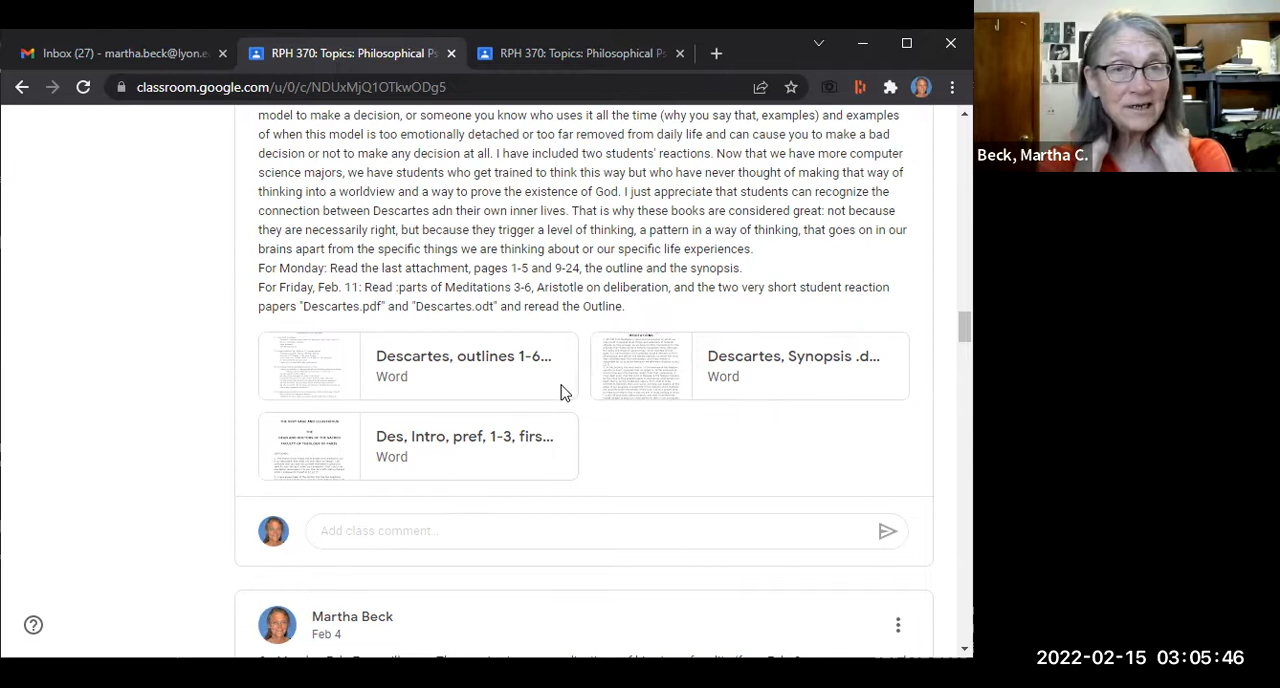 Inbox (27) - martha.beck@lyon.e
RPH 370: Topics: Philosophical Ps
RPH 370: Topics: Philosophical Ps
classroom.google.com/u/0/c/NDUxMjQ1OTkwODg5
model to make a decision, or someone you know who uses it all the time (why you say that, examples) and examples
of when this model is too emotionally detached or too far removed from daily life and can cause you to make a bad
decision or not make any decision at all. I have included two students' reactions. Now that we have more computer
science majors, we have students who get trained to think this way but who have never thought of making that way of
thinking into a worldview and a way to prove the existence of God. I just appreciate that students can recognize the
connection between Descartes adn their own inner lives. That is why these books are considered great: not because
they are necessarily right, but because they trigger a level of thinking, a pattern in a way of thinking, that goes on in our
brains apart from the specific things we are thinking about or our specific life experiences.
For Monday: Read the last attachment, pages 1-5 and 9-24, the outline and the synopsis.
For Friday, Feb. 11: Read :parts of Meditations 3-6, Aristotle on deliberation, and the two very short student reaction
papers "Descartes.pdf" and "Descartes.odt" and reread the Outline.
Descartes, outlines 1-6...
Word
Descartes, Synopsis .d...
Word
Des, Intro, pref, 1-3, firs...
Word
Add class comment...
Martha Beck
Feb 4
Beck, Martha C.
2022-02-15 03:05:46